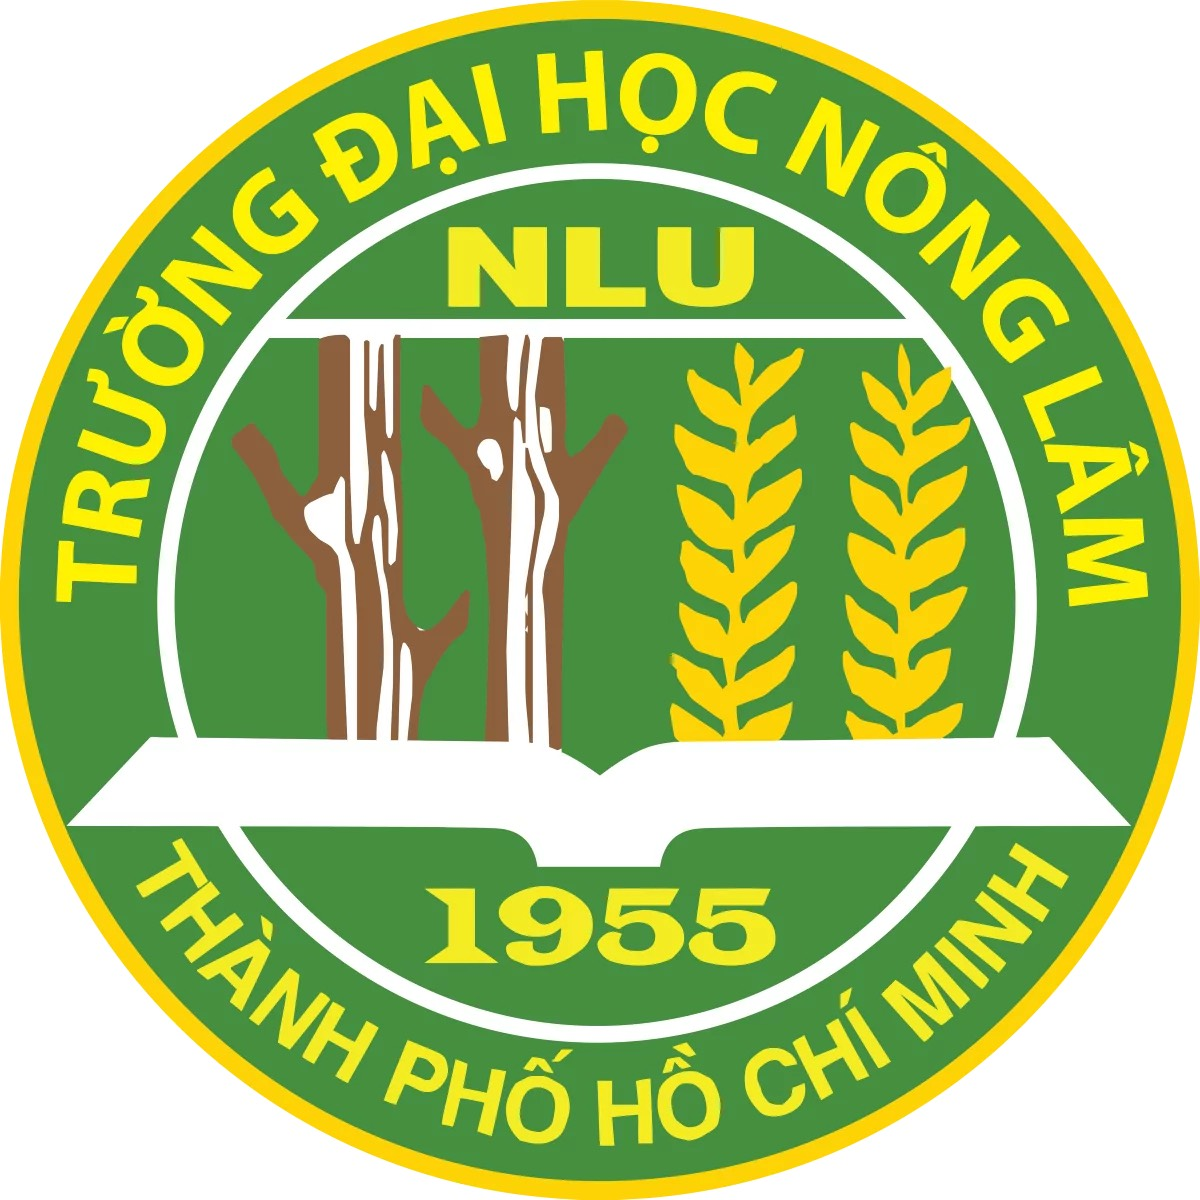 TRƯỜNG ĐẠI HỌC NÔNG LÂM
NLU
1955
THÀNH PHỐ HỒ CHÍ MINH